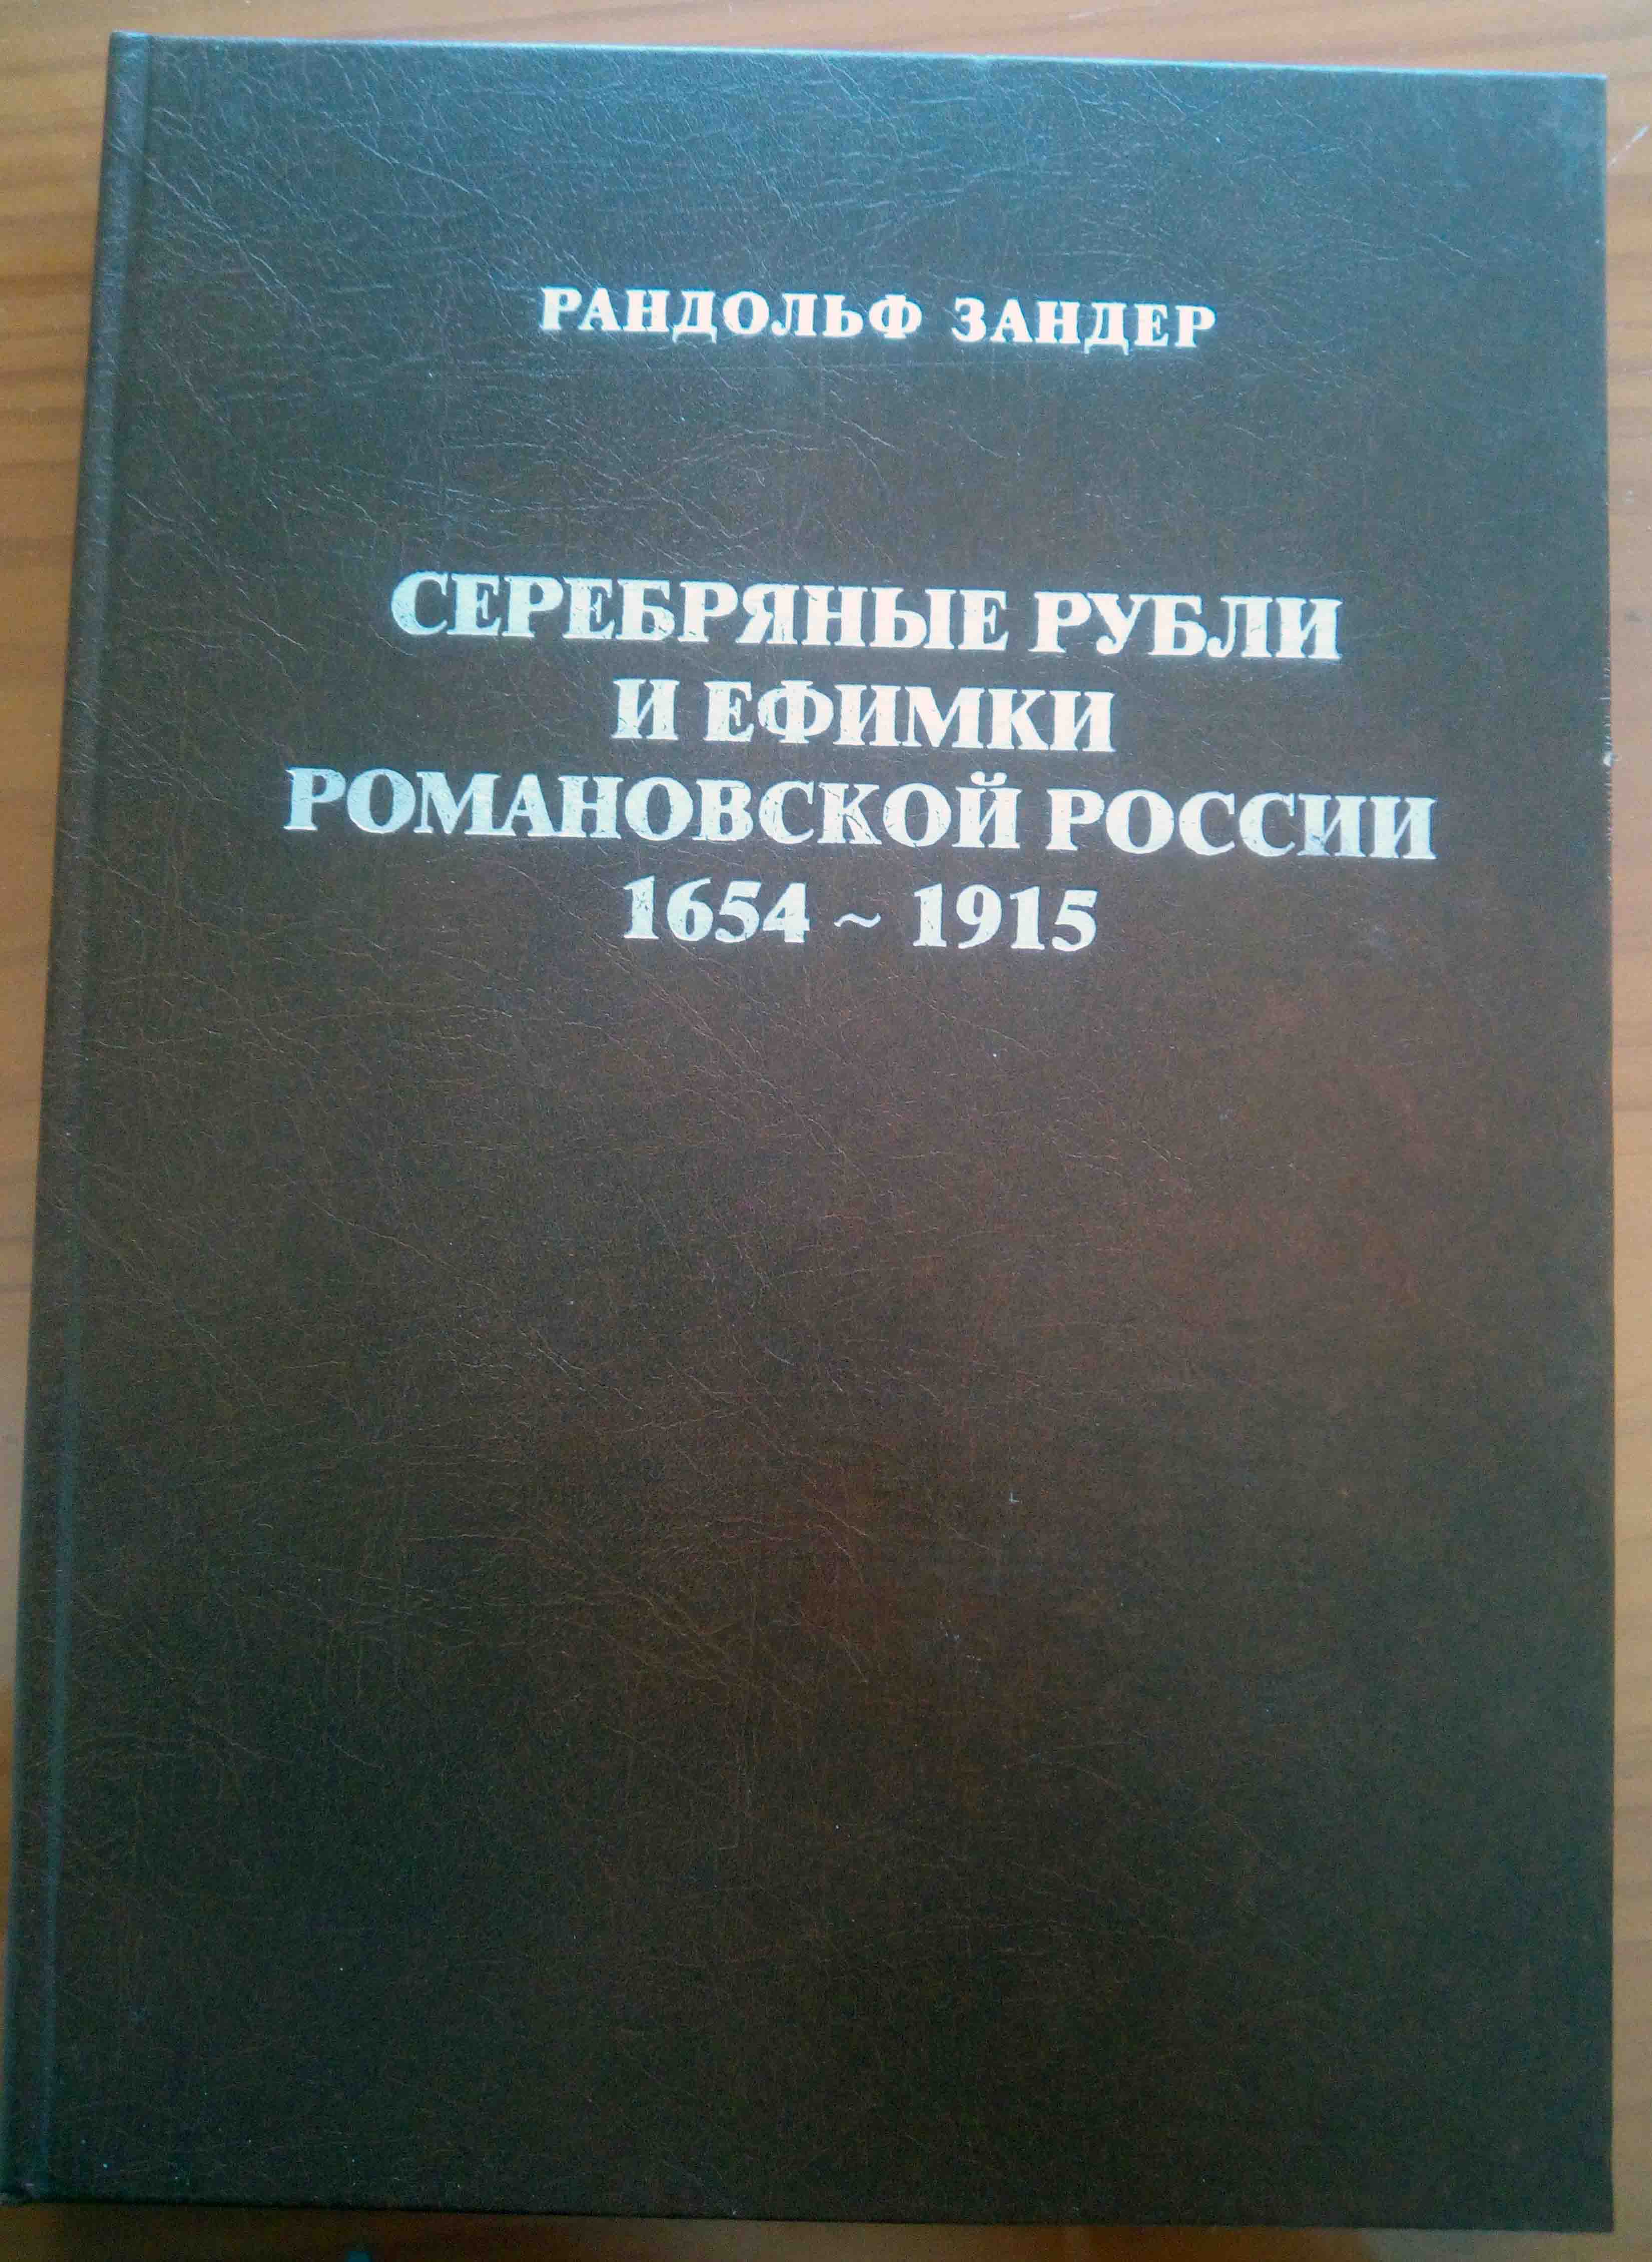 РАНДОЛЬФ ЗАНДЕР
СЕРЕБРЯНЫЕ РУБЛИ
И ЕФИМКИ
РОМАНОВСКОЙ РОССИИ
1654 ~ 1915